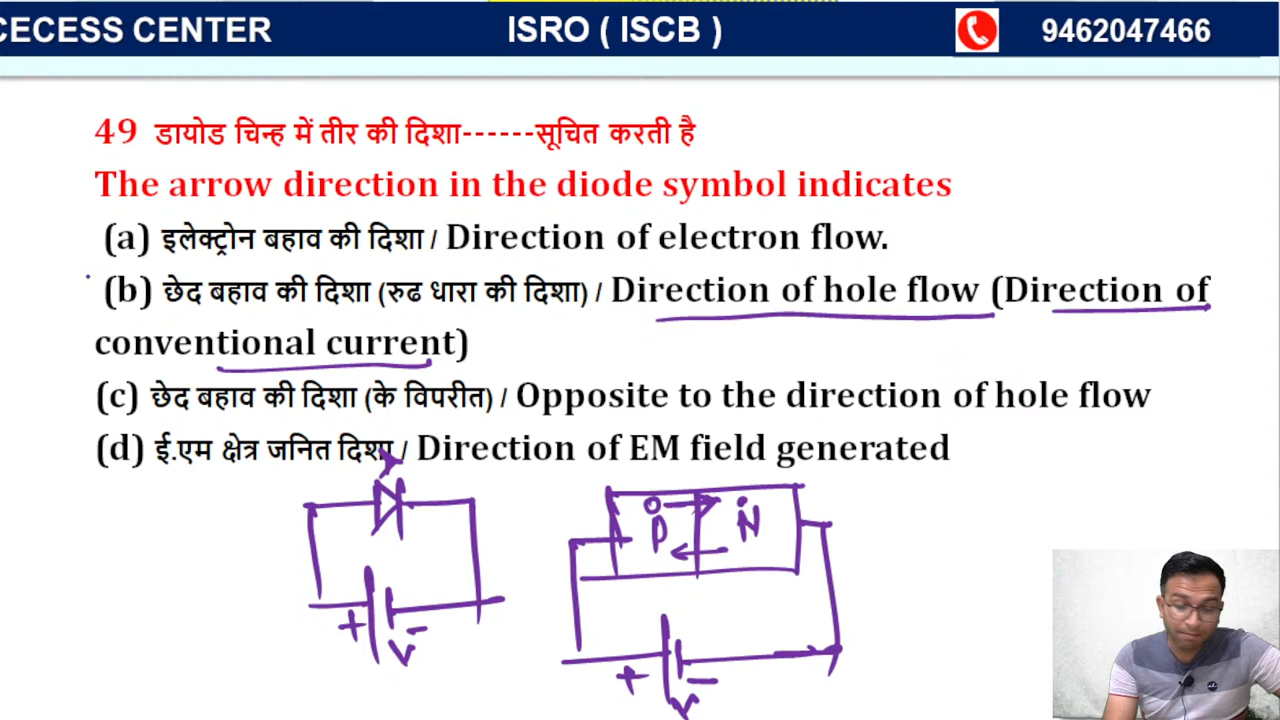 CECESS CENTER ISRO ( ISCB ) 9462047466
49 डायोड चिन्ह में तीर की दिशा------सूचित करती है
The arrow direction in the diode symbol indicates
(a) इलेक्ट्रोन बहाव की दिशा / Direction of electron flow.
(b) छेद बहाव की दिशा (रुढ धारा की दिशा) / Direction of hole flow (Direction of
conventional current)
(c) छेद बहाव की दिशा (के विपरीत) / Opposite to the direction of hole flow
(d) ई.एम क्षेत्र जनित दिशा / Direction of EM field generated
P N
+ V -
+ V -